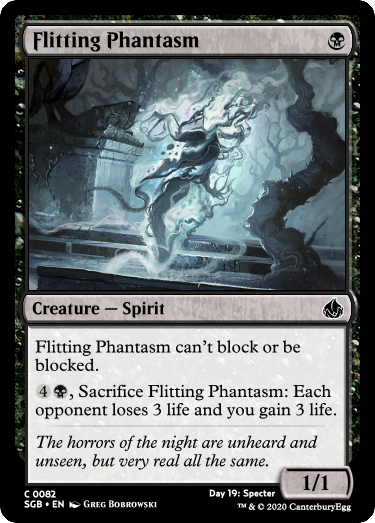 Flitting Phantasm
Creature — Spirit
Flitting Phantasm can't block or be
blocked.
4 , Sacrifice Flitting Phantasm: Each
opponent loses 3 life and you gain 3 life.
The horrors of the night are unheard and
unseen, but very real all the same.
1/1
C 0082
Day 19: Specter
SGB • EN Greg Bobrowski
™ & © 2020 CanterburyEgg